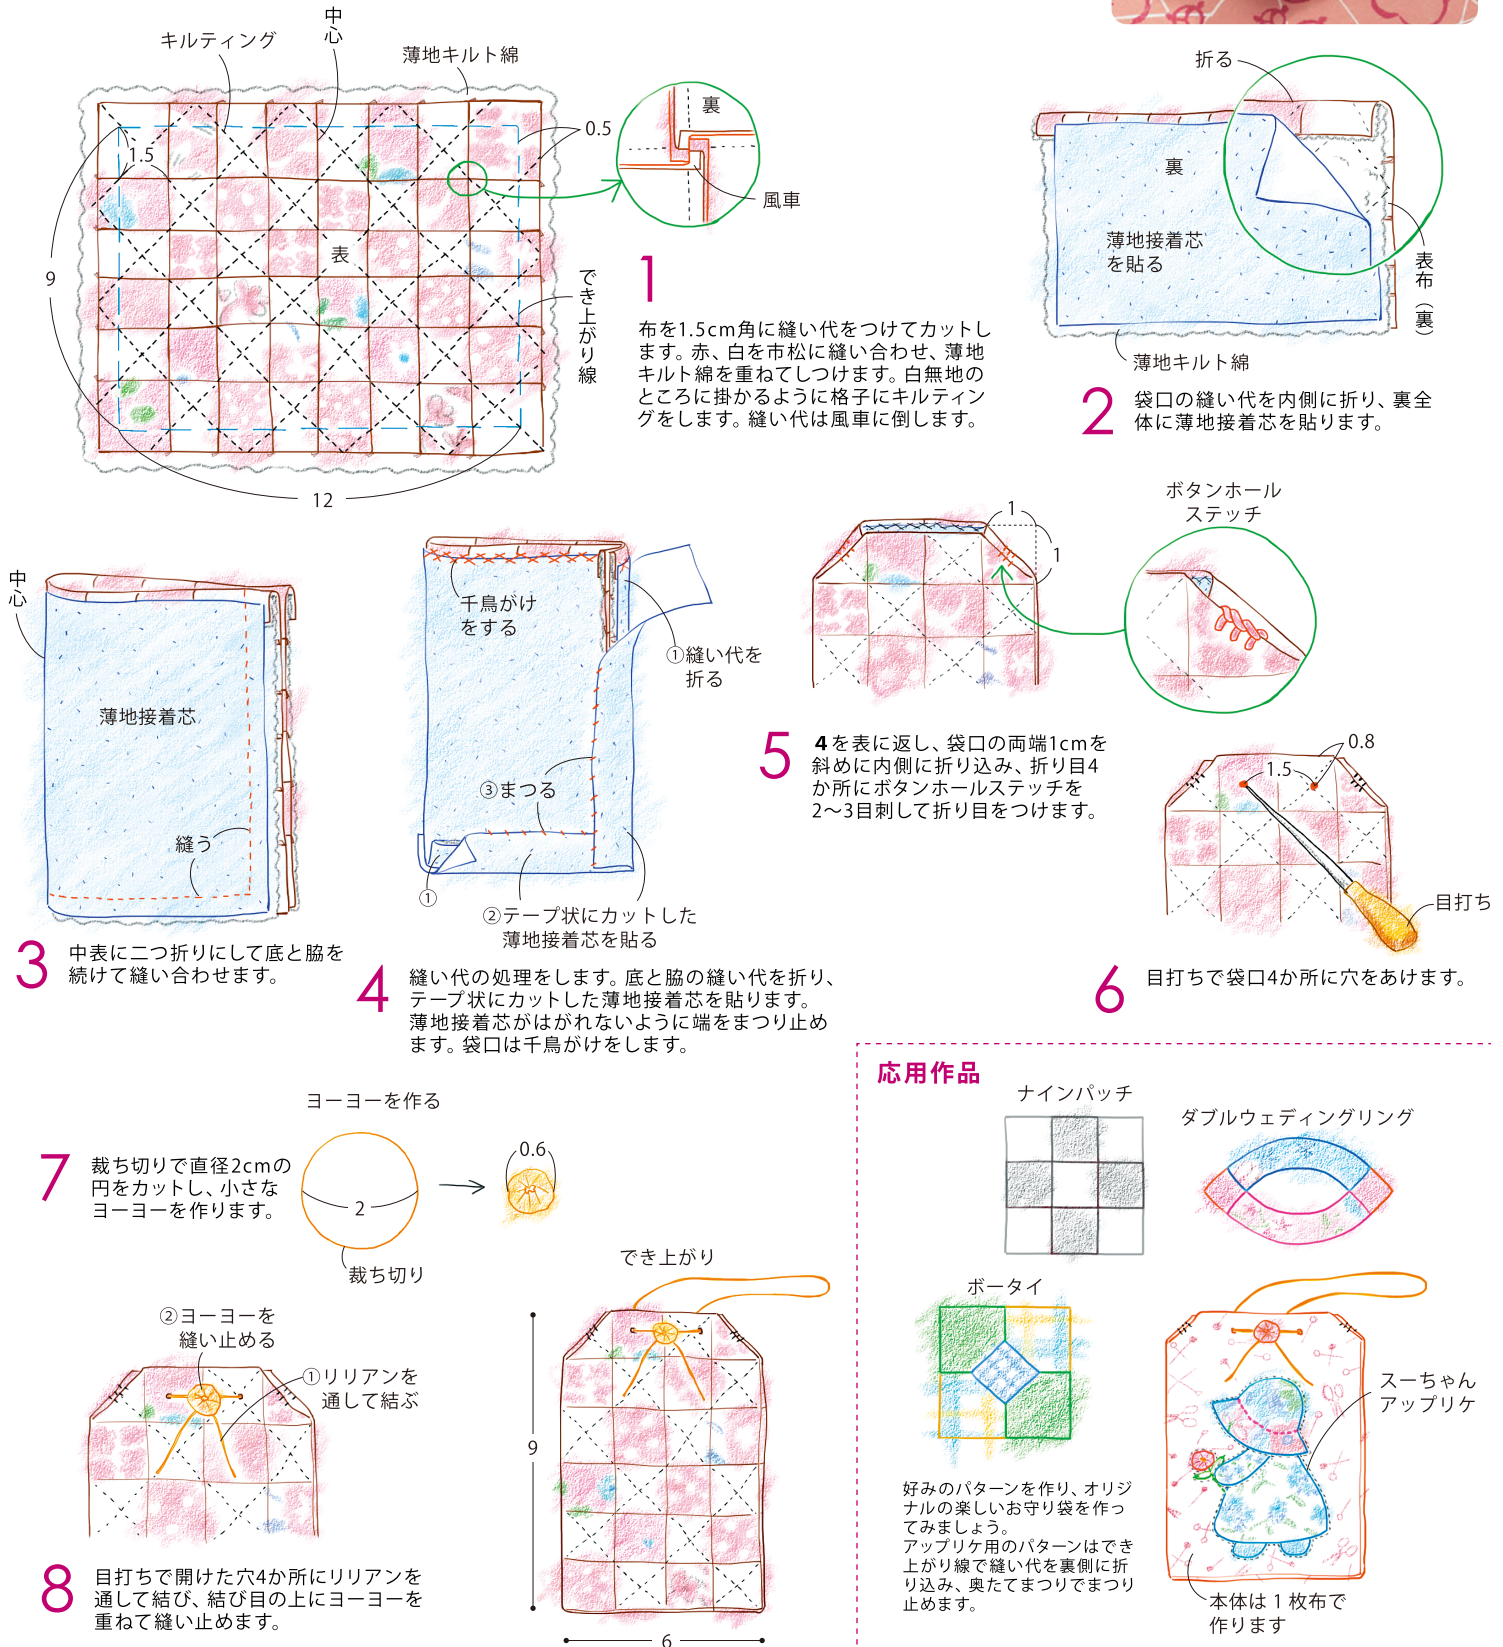 キルティング
中心
薄地キルト綿
1.5
0.5
裏
風車
表
9
12
でき上がり線
1
布を1.5cm角に縫い代をつけてカットし
ます。赤、白を市松に縫い合わせ、薄地
キルト綿を重ねてしつけます。白無地の
ところに掛かるように格子にキルティン
グをします。縫い代は風車に倒します。
折る
裏
薄地接着芯
を貼る
表布（裏）
薄地キルト綿
2
袋口の縫い代を内側に折り、裏全
体に薄地接着芯を貼ります。
中心
薄地接着芯
縫う
3
中表に二つ折りにして底と脇を
続けて縫い合わせます。
千鳥がけ
をする
①縫い代を
折る
③まつる
①
②テープ状にカットした
薄地接着芯を貼る
4
縫い代の処理をします。底と脇の縫い代を折り、
テープ状にカットした薄地接着芯を貼ります。
薄地接着芯がはがれないように端をまつり止め
ます。袋口は千鳥がけをします。
1
1
ボタンホール
ステッチ
5
4を表に返し、袋口の両端1cmを
斜めに内側に折り込み、折り目4
か所にボタンホールステッチを
2〜3目刺して折り目をつけます。
0.8
1.5
目打ち
6
目打ちで袋口4か所に穴をあけます。
7
裁ち切りで直径2cmの
円をカットし、小さな
ヨーヨーを作ります。
ヨーヨーを作る
2
裁ち切り
0.6
②ヨーヨーを
縫い止める
①リリアンを
通して結ぶ
8
目打ちで開けた穴4か所にリリアンを
通して結び、結び目の上にヨーヨーを
重ねて縫い止めます。
でき上がり
9
6
応用作品
ナインパッチ
ダブルウェディングリング
ボータイ
スーちゃん
アップリケ
好みのパターンを作り、オリジ
ナルの楽しいお守り袋を作っ
てみましょう。
アップリケ用のパターンはでき
上がり線で縫い代を裏側に折
り込み、奥たてまつりでまつり
止めます。
本体は１枚布で
作ります